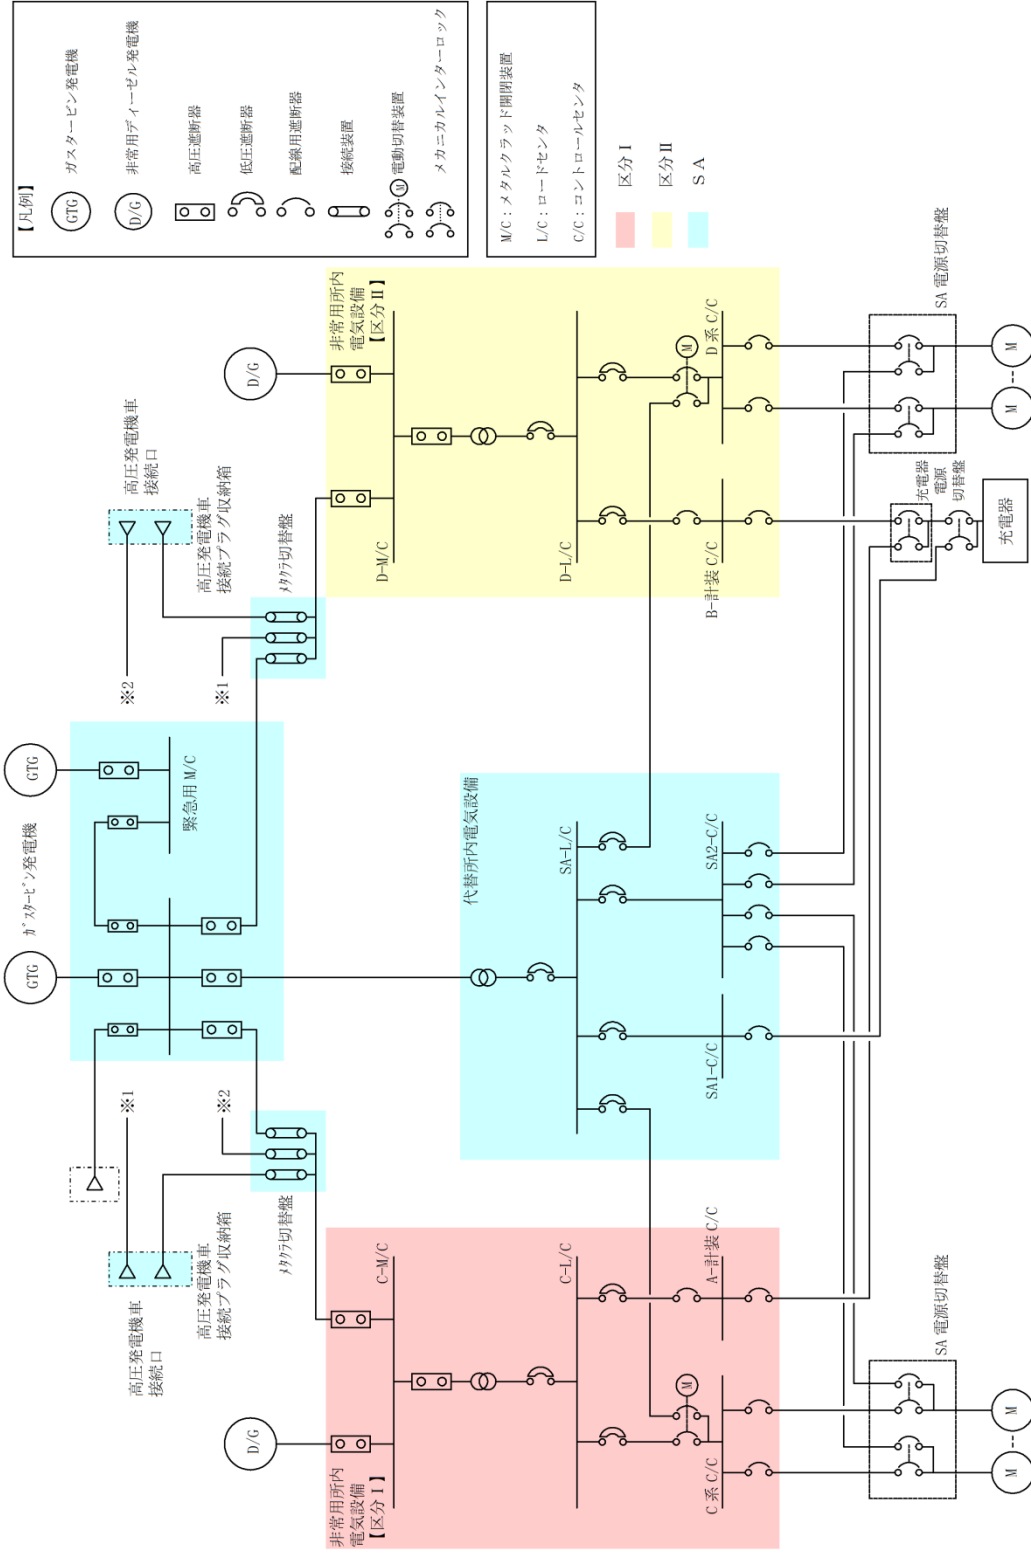 【凡例】
GTG
ガスタービン発電機
D/G
非常用ディーゼル発電機
高圧遮断器
低圧遮断器
配線用遮断器
接続装置
M
電動切替装置
メカニカルインターロック
M/C：メタルクラッド開閉装置
L/C：ロードセンタ
C/C：コントロールセンタ
区分Ⅰ
区分Ⅱ
ＳＡ
ガスタービン発電機
GTG
GTG
緊急用 M/C
高圧発電機車
接続口
※1
高圧発電機車
接続プラグ収納箱
※2
メタクラ切替盤
高圧発電機車
接続口
※2
高圧発電機車
接続プラグ収納箱
※1
メタクラ切替盤
D/G
非常用所内
電気設備
【区分Ⅰ】
C-M/C
C-L/C
M
C 系 C/C
A-計装 C/C
代替所内電気設備
SA-L/C
SA1-C/C
SA2-C/C
D/G
非常用所内
電気設備
【区分Ⅱ】
D-M/C
D-L/C
M
B-計装 C/C
D 系 C/C
SA 電源切替盤
M
M
充電器
電源
切替盤
充電器
SA 電源切替盤
M
M